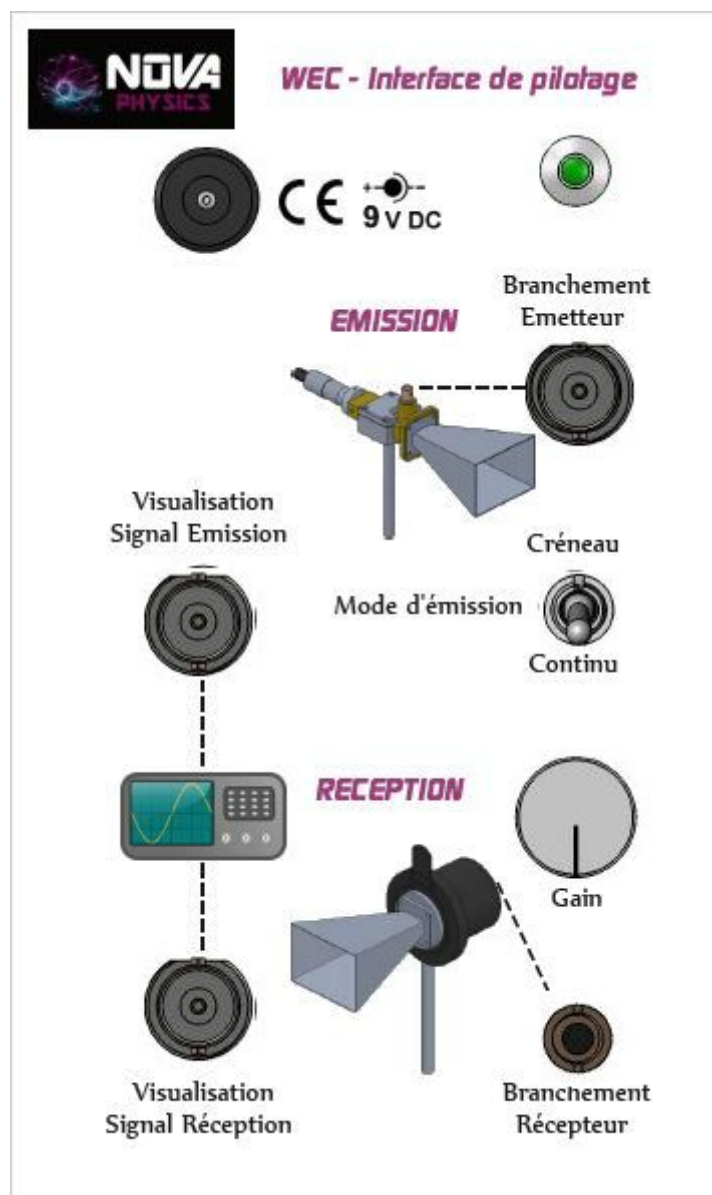 NOVA
PHYSICS
WEC - Interface de pilotage
CE
+ -
9 V DC
Branchement
Emetteur
EMISSION
Visualisation
Signal Emission
Créneau
Mode d'émission
Continu
RECEPTION
Gain
Visualisation
Signal Réception
Branchement
Récepteur